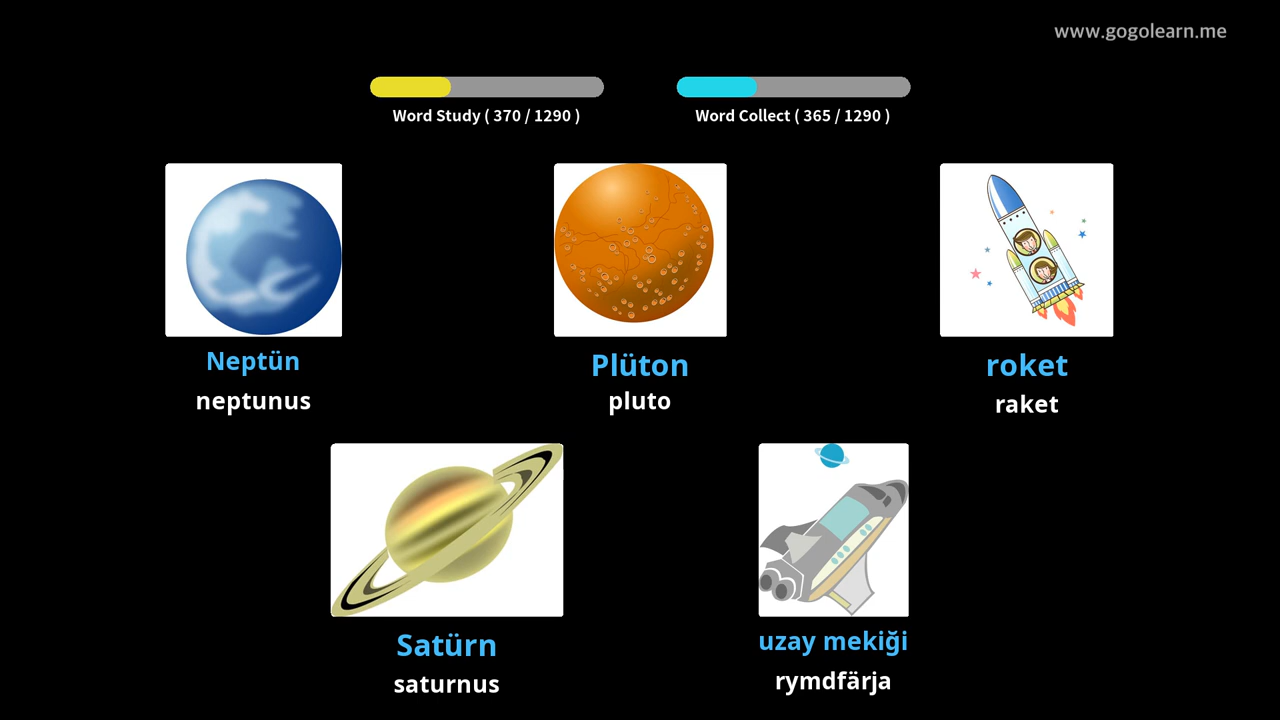 www.gogolearn.me
Word Study ( 370 / 1290 )
Word Collect ( 365 / 1290 )
Neptün
neptunus
Plüton
pluto
roket
raket
Satürn
saturnus
uzay mekiği
rymdfärja